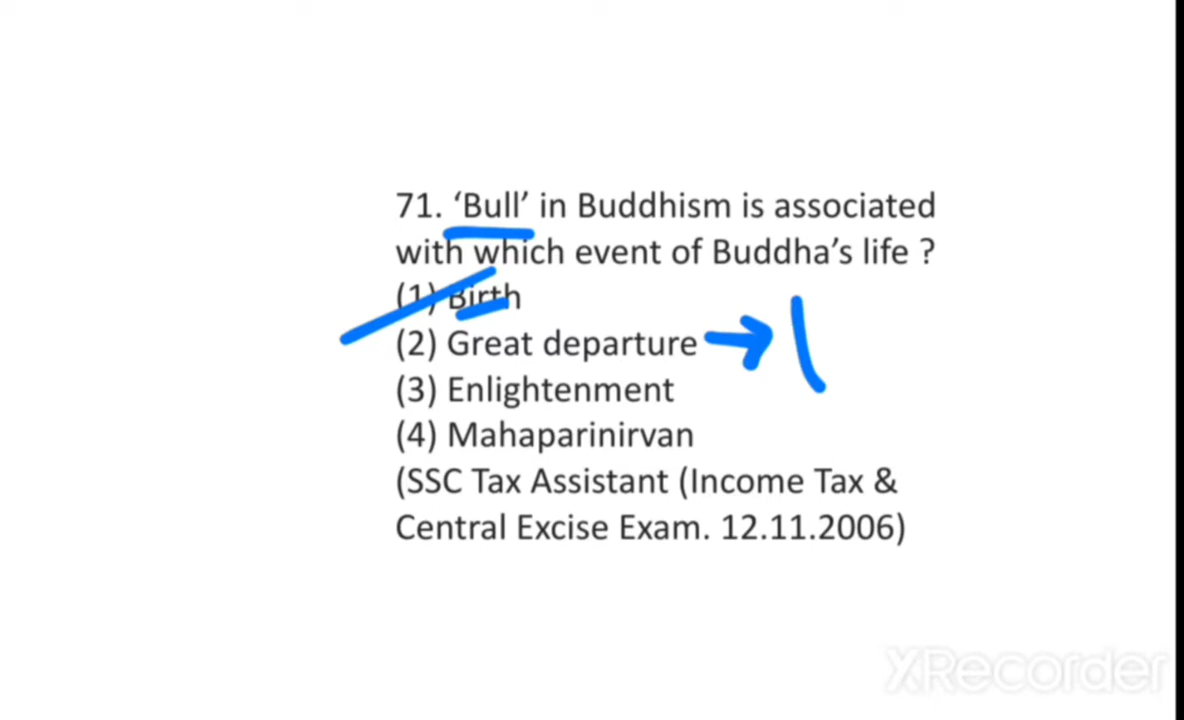 71. ‘Bull’ in Buddhism is associated
with which event of Buddha’s life ?
(1) Birth
(2) Great departure
(3) Enlightenment
(4) Mahaparinirvan
(SSC Tax Assistant (Income Tax &
Central Excise Exam. 12.11.2006)
XRecorder